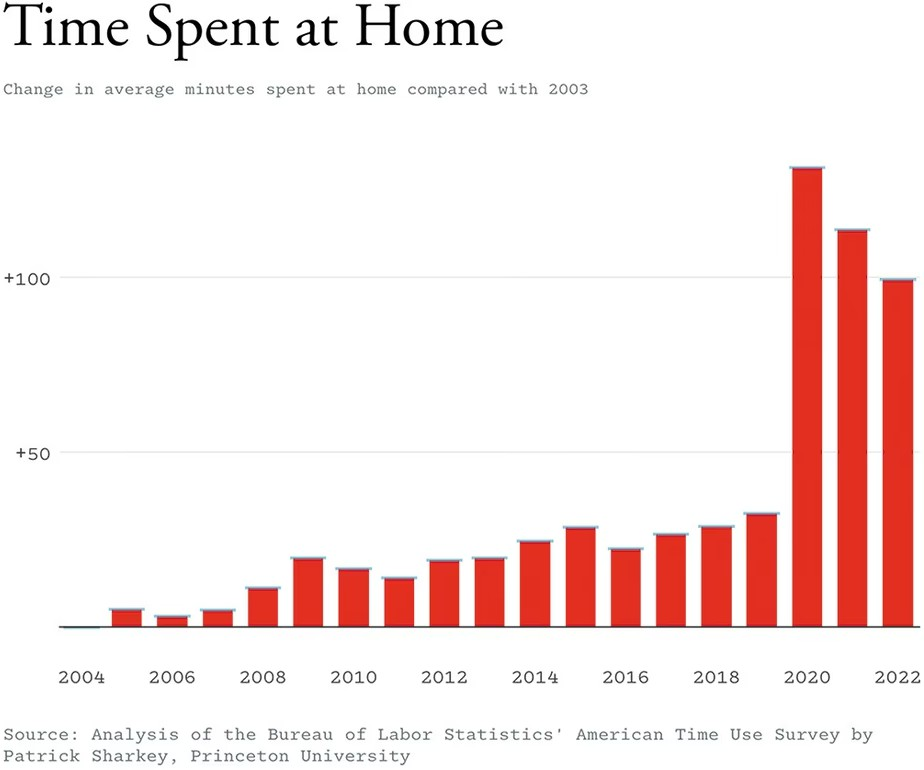 Time Spent at Home
Change in average minutes spent at home compared with 2003
+100
+50
2004 2006 2008 2010 2012 2014 2016 2018 2020 2022
Source: Analysis of the Bureau of Labor Statistics' American Time Use Survey by
Patrick Sharkey, Princeton University